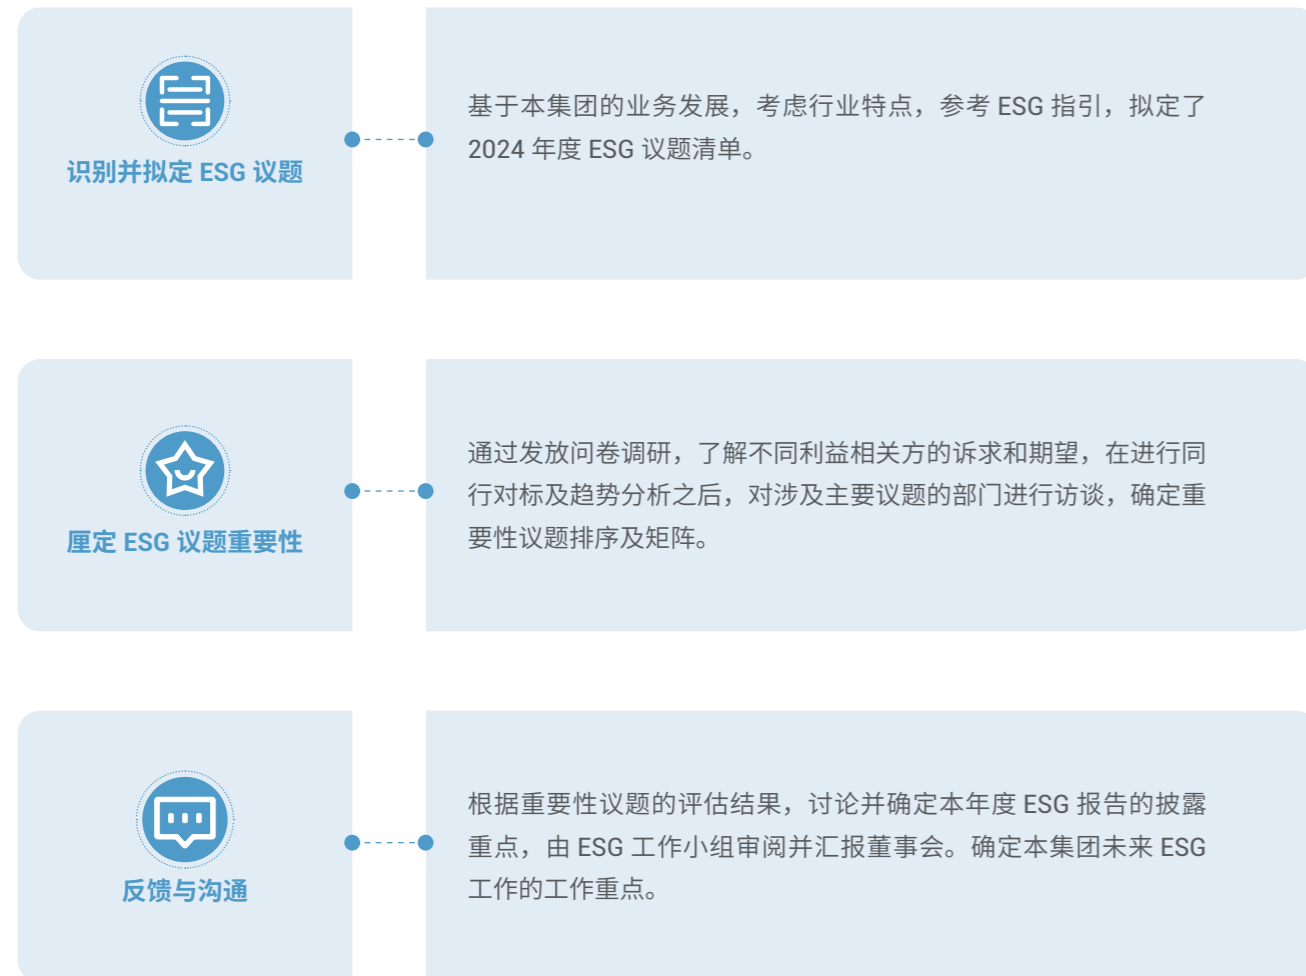 识别并拟定 ESG 议题
基于本集团的业务发展，考虑行业特点，参考 ESG 指引，拟定了
2024 年度 ESG 议题清单。
厘定 ESG 议题重要性
通过发放问卷调研，了解不同利益相关方的诉求和期望，在进行同
行对标及趋势分析之后，对涉及主要议题的部门进行访谈，确定重
要性议题排序及矩阵。
反馈与沟通
根据重要性议题的评估结果，讨论并确定本年度 ESG 报告的披露
重点，由 ESG 工作小组审阅并汇报董事会。确定本集团未来 ESG
工作的工作重点。